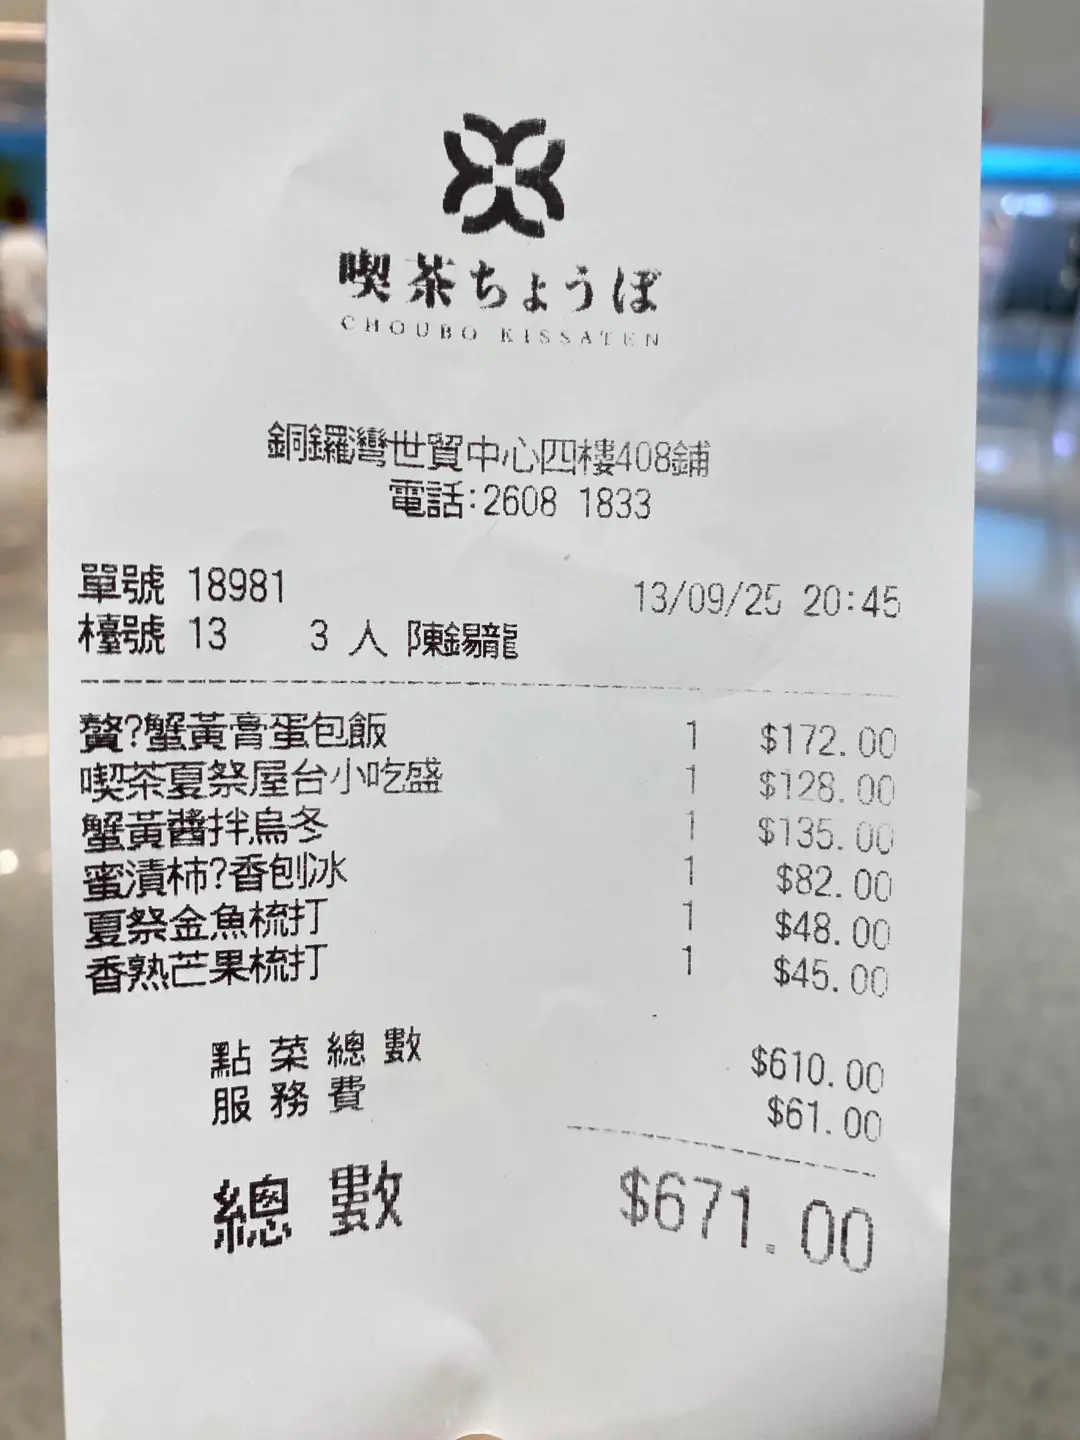 喫茶ちょうぼ
CHOUBO KISSATEN
銅鑼灣世貿中心四樓408鋪
電話:2608 1833
單號 18981 13/09/25 20:45
檯號 13 3 人 陳錫龍
贅?蟹黃膏蛋包飯 1 $172.00
喫茶夏祭屋台小吃盛 1 $128.00
蟹黃醬拌烏冬 1 $135.00
蜜漬柿?香刨冰 1 $82.00
夏祭金魚梳打 1 $48.00
香熟芒果梳打 1 $45.00
點菜總數 $610.00
服務費 $61.00
總數 $671.00